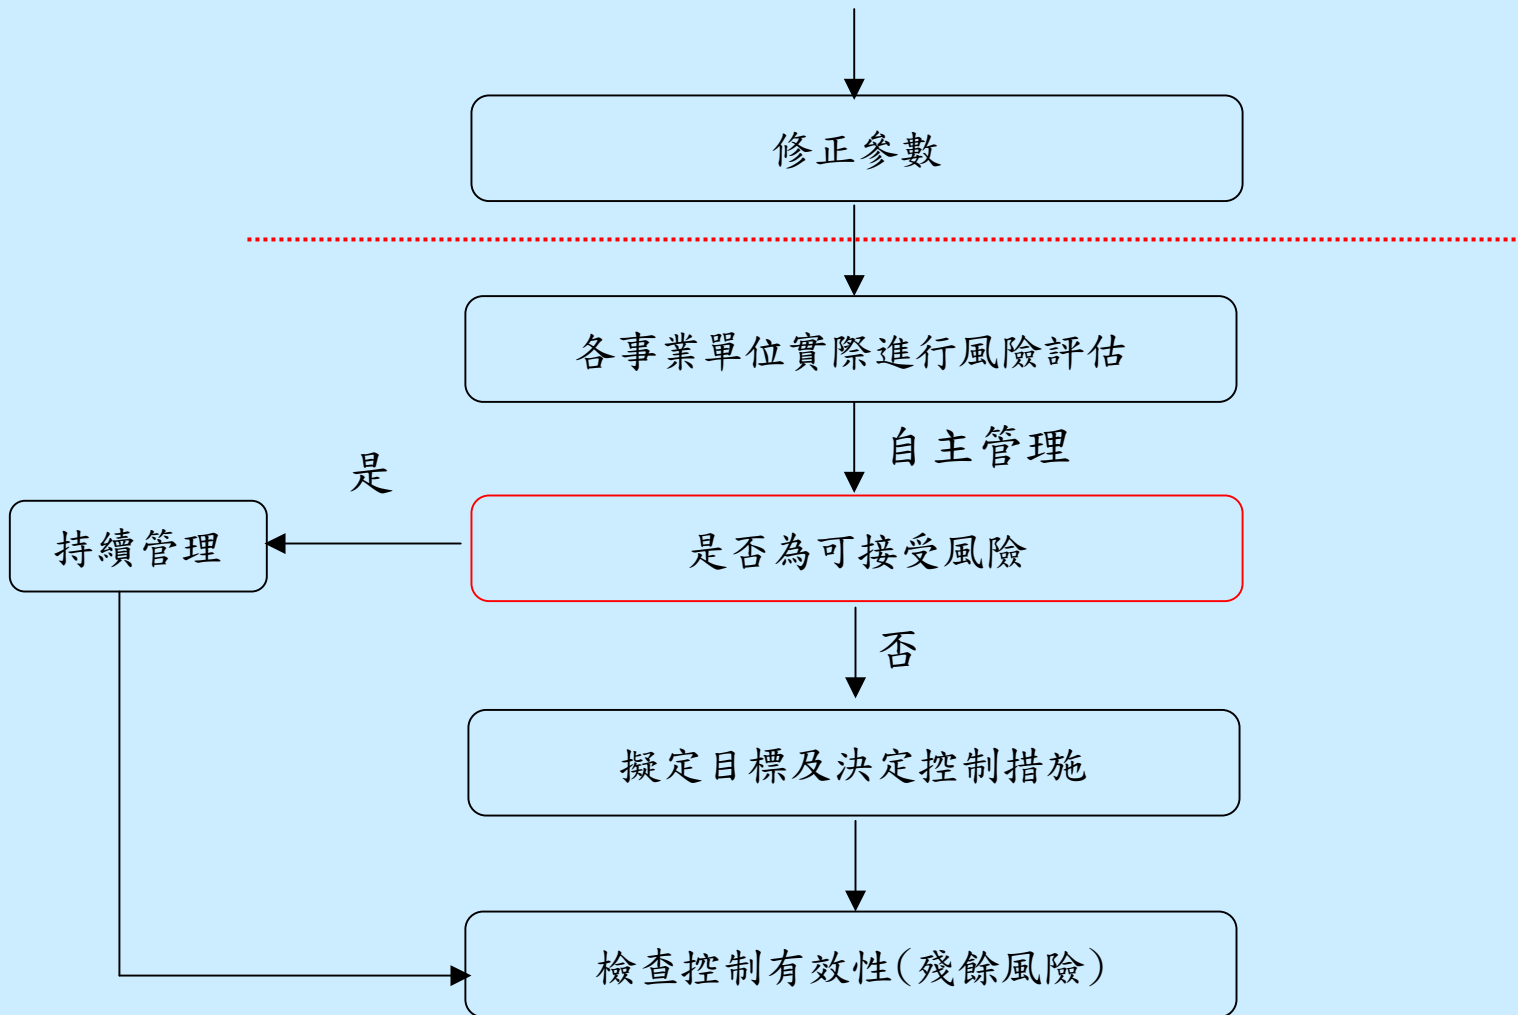 修正參數
各事業單位實際進行風險評估
自主管理
是
持續管理
是否為可接受風險
否
擬定目標及決定控制措施
檢查控制有效性(殘餘風險)